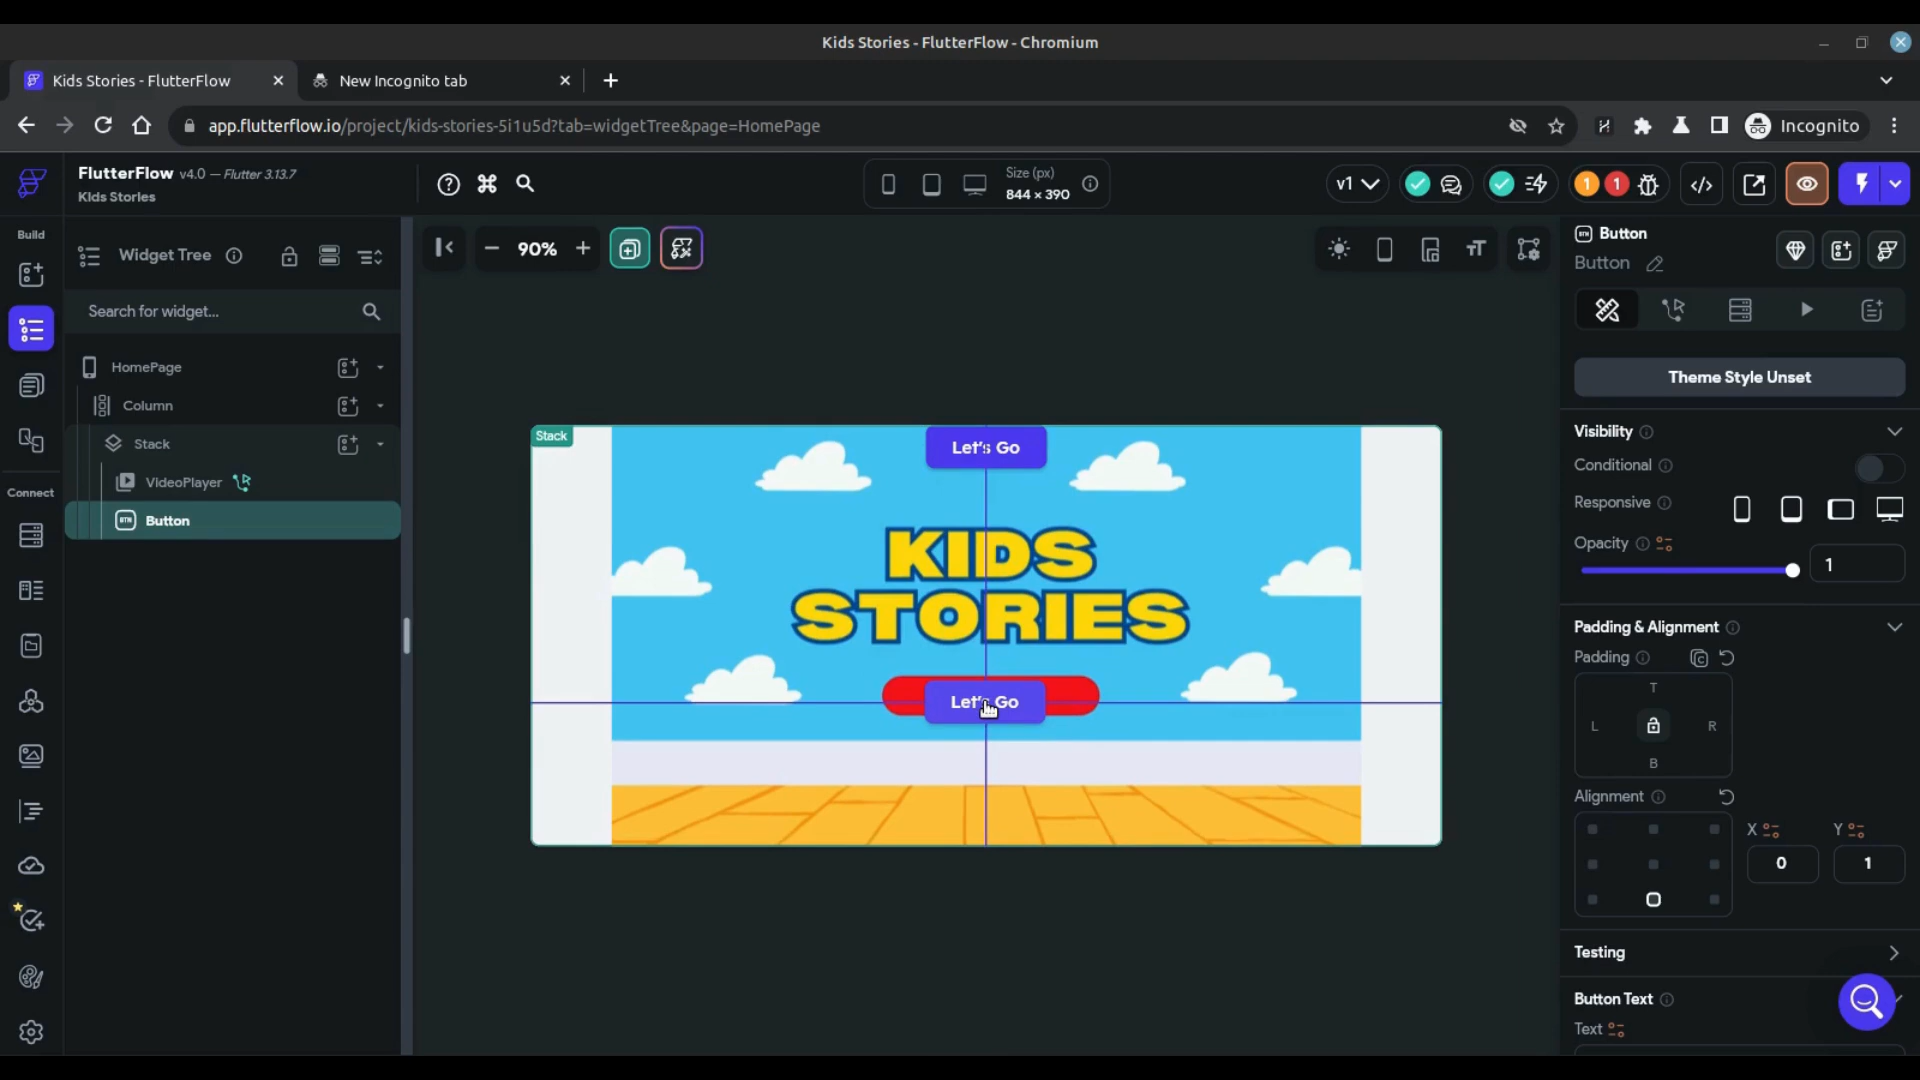 Kids Stories - FlutterFlow - Chromium
Kids Stories - FlutterFlow
New Incognito tab
app.flutterflow.io/project/kids-stories-5i1u5d?tab=widgetTree&page=HomePage
Incognito
FlutterFlow v4.0 — Flutter 3.13.7
Kids Stories
Size (px)
844 × 390
v1
1
1
Build
Widget Tree
90%
Button
Button
Search for widget...
Theme Style Unset
HomePage
Column
Stack
VideoPlayer
Button
Connect
Stack
Let's Go
KIDS
STORIES
Let's Go
Visibility
Conditional
Responsive
Opacity
1
Padding & Alignment
Padding
T
L
R
B
Alignment
X
Y
0
1
Testing
Button Text
Text